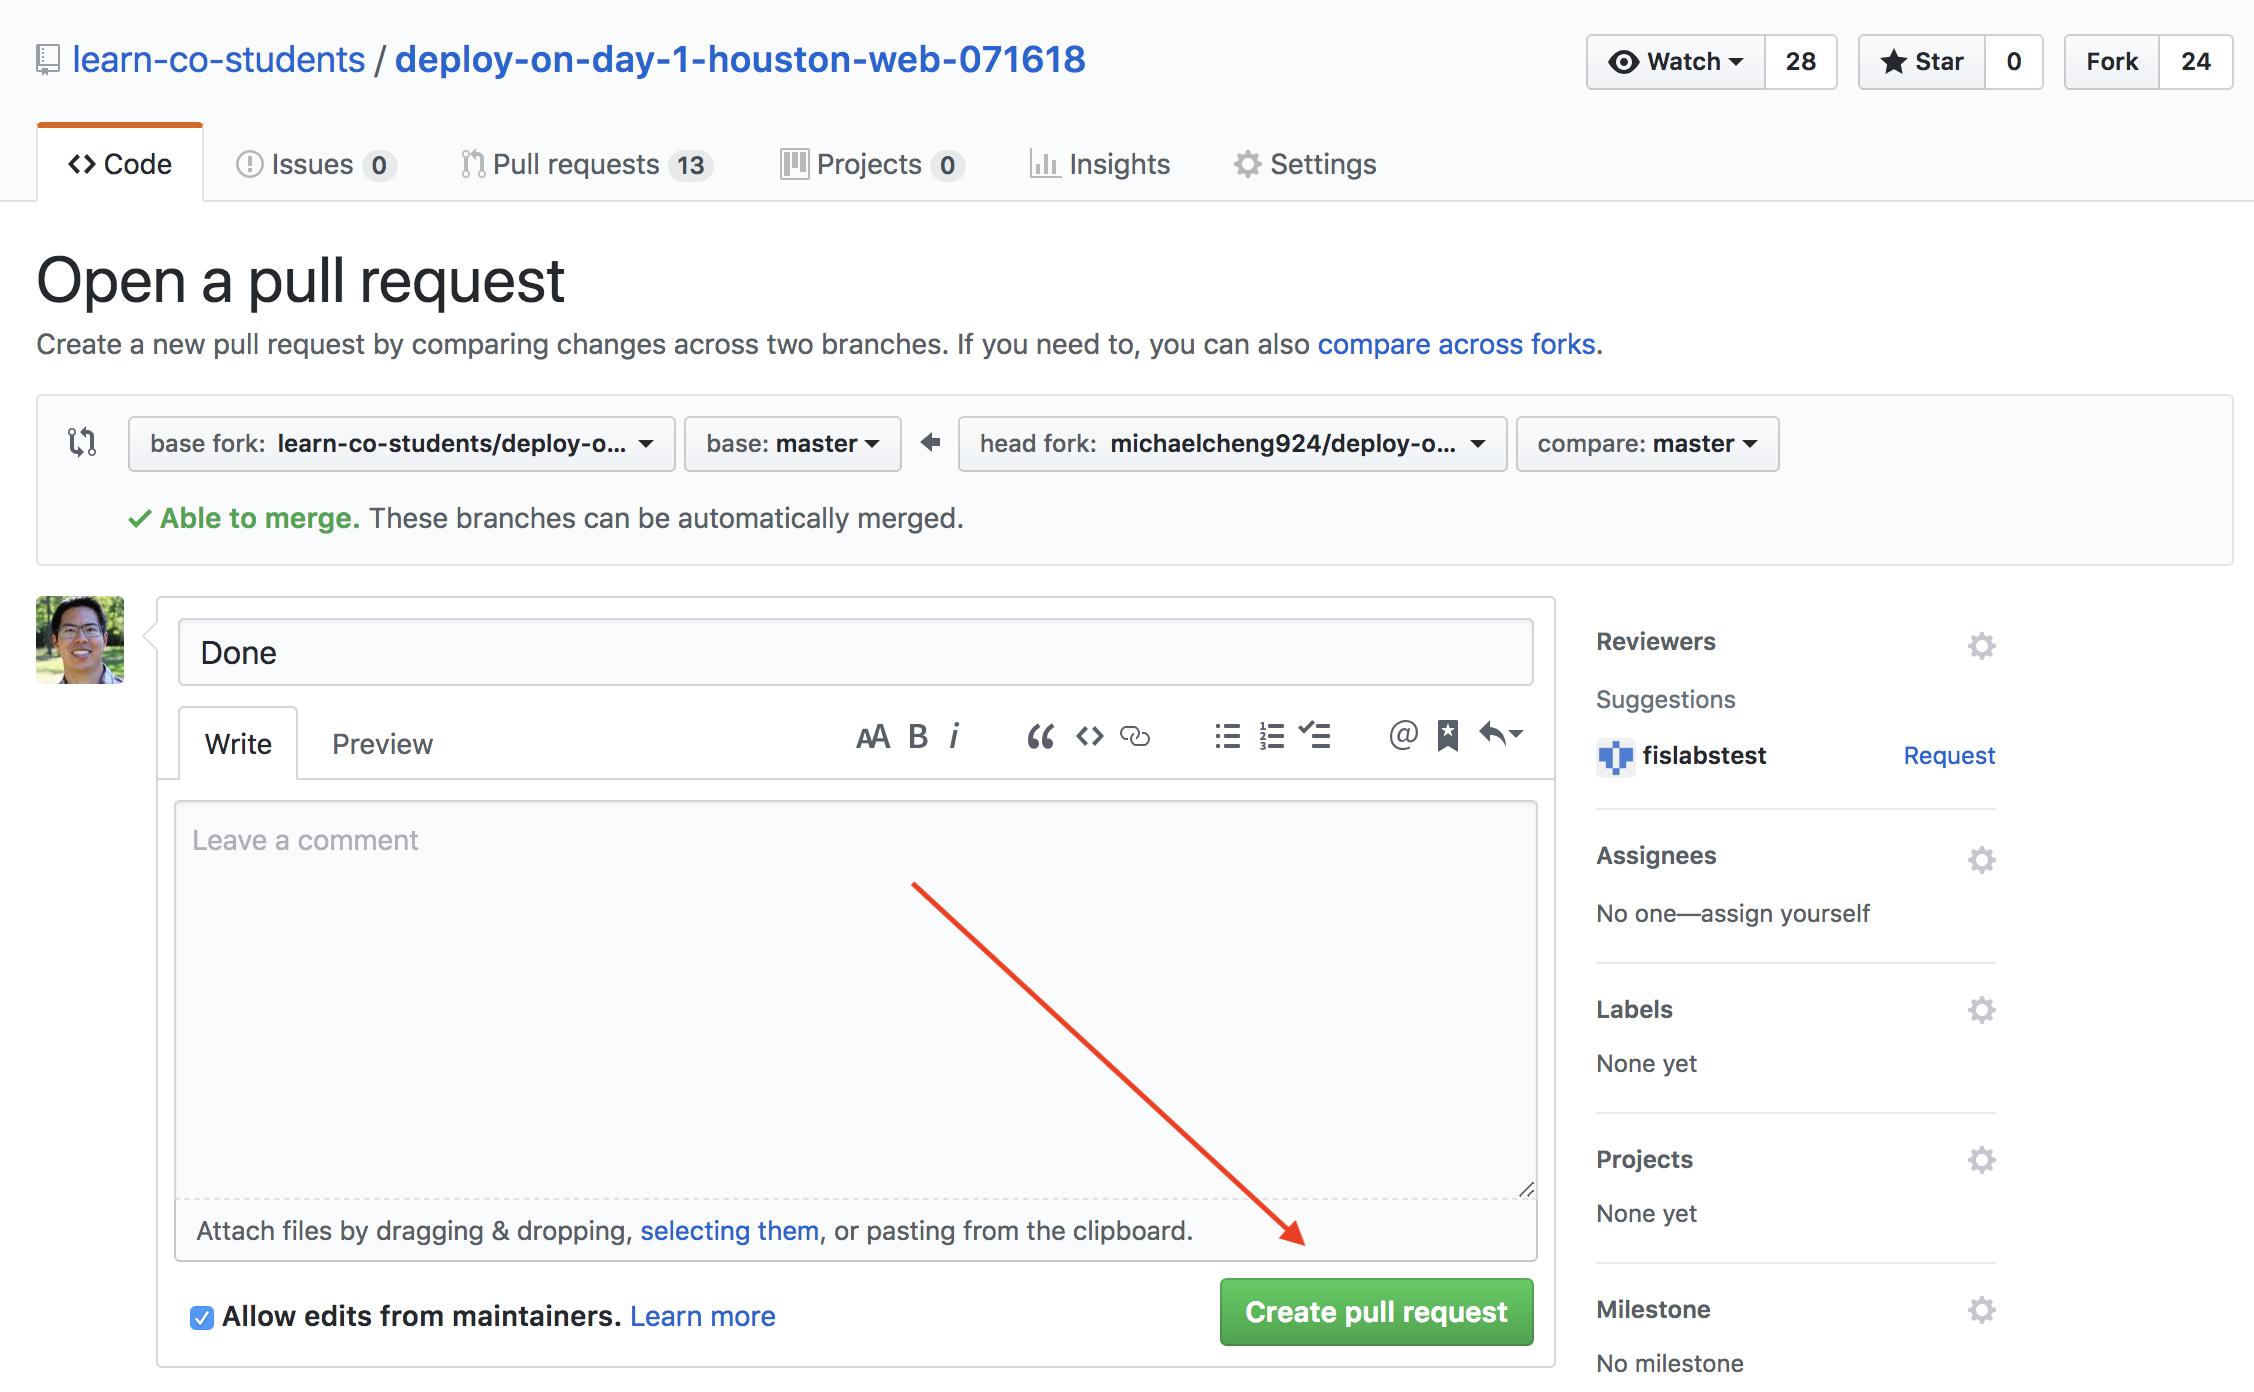 learn-co-students / deploy-on-day-1-houston-web-071618
Watch 28 Star 0 Fork 24
Code Issues 0 Pull requests 13 Projects 0 Insights Settings
Open a pull request
Create a new pull request by comparing changes across two branches. If you need to, you can also compare across forks.
base fork: learn-co-students/deploy-o... base: master head fork: michaelcheng924/deploy-o... compare: master
Able to merge. These branches can be automatically merged.
Done
Write Preview
AA B i “ <> 1 2 3 @
Leave a comment
Attach files by dragging & dropping, selecting them, or pasting from the clipboard.
Allow edits from maintainers. Learn more
Create pull request
Reviewers
Suggestions
fislabstest Request
Assignees
No one—assign yourself
Labels
None yet
Projects
None yet
Milestone
No milestone